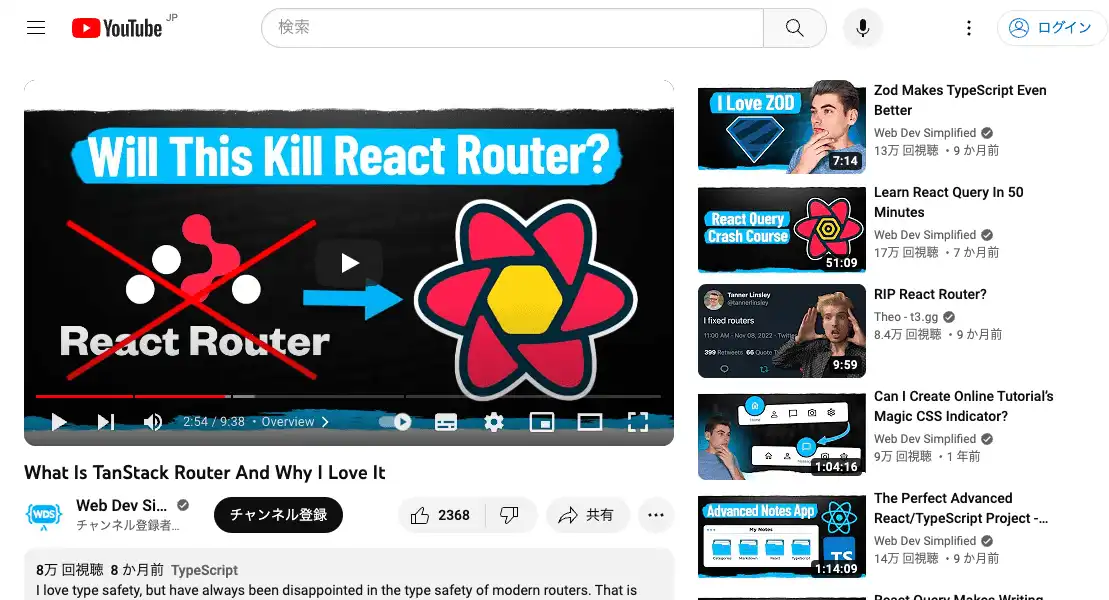 YouTube JP
検索
ログイン
Will This Kill React Router?
React Router
2:54 / 9:38 • Overview
What Is TanStack Router And Why I Love It
WDS
Web Dev Si...
チャンネル登録者...
チャンネル登録
2368
共有
8万 回視聴 8 か月前 TypeScript
I love type safety, but have always been disappointed in the type safety of modern routers. That is
I Love ZOD
7:14
Zod Makes TypeScript Even
Better
Web Dev Simplified
13万 回視聴 ・9 か月前
React Query
Crash Course
51:09
Learn React Query In 50
Minutes
Web Dev Simplified
17万 回視聴 ・7 か月前
Tanner Linsley
@tannerlinsley
I fixed routers
11:00 AM - Nov 08, 2022 - Twitter
399 Retweets 66 Quote
9:59
RIP React Router?
Theo - t3․gg
8.4万 回視聴 ・9 か月前
1:04:16
Can I Create Online Tutorial's
Magic CSS Indicator?
Web Dev Simplified
9万 回視聴 ・1 年前
Advanced Notes App
My Notes
TS
1:14:09
The Perfect Advanced
React/TypeScript Project -...
Web Dev Simplified
14万 回視聴 ・9 か月前
React Query Makes Writing